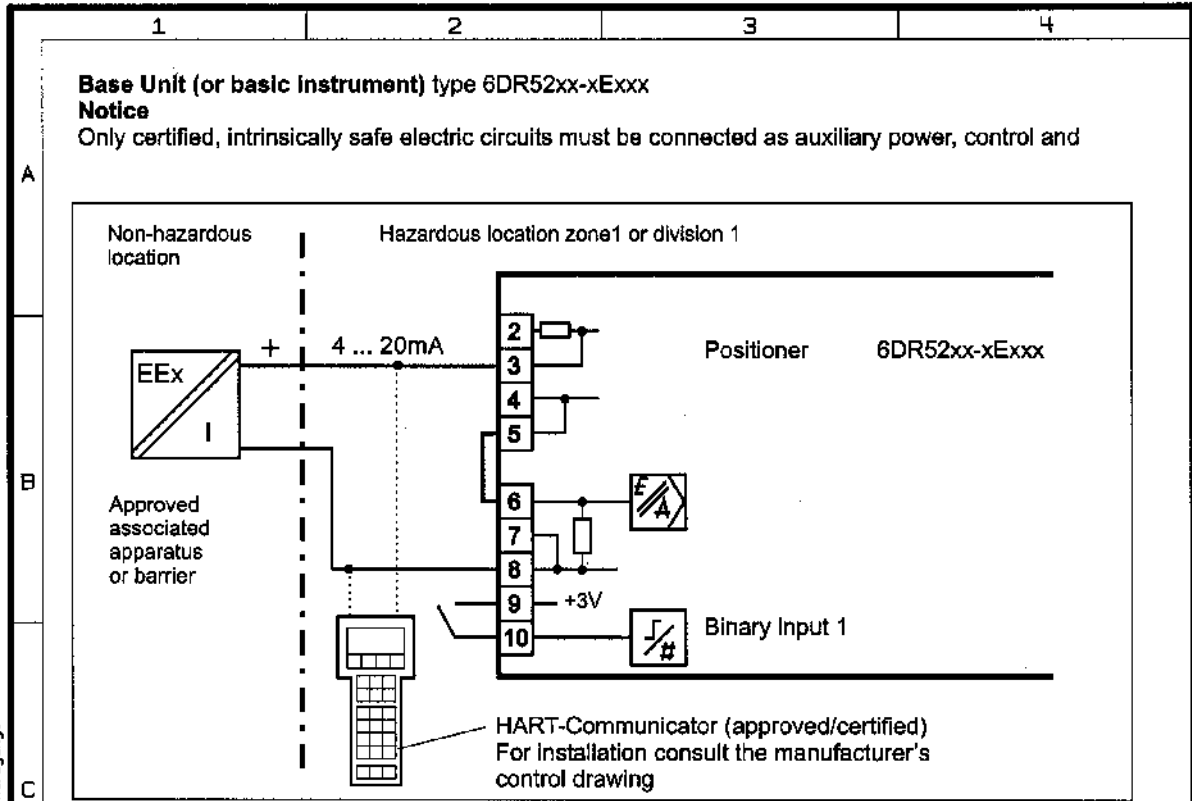 1 2 3 4
Base Unit (or basic instrument) type 6DR52xx-xExxx
Notice
Only certified, intrinsically safe electric circuits must be connected as auxiliary power, control and
A
Non-hazardous
location
Hazardous location zone1 or division 1
2
+ 4 ... 20mA
3
Positioner 6DR52xx-xExxx
EEx
I
4
5
B
6
E
A
7
8
Approved
associated
apparatus
or barrier
9 +3V
10
#
Binary Input 1
HART-Communicator (approved/certified)
For installation consult the manufacturer's
control drawing
C